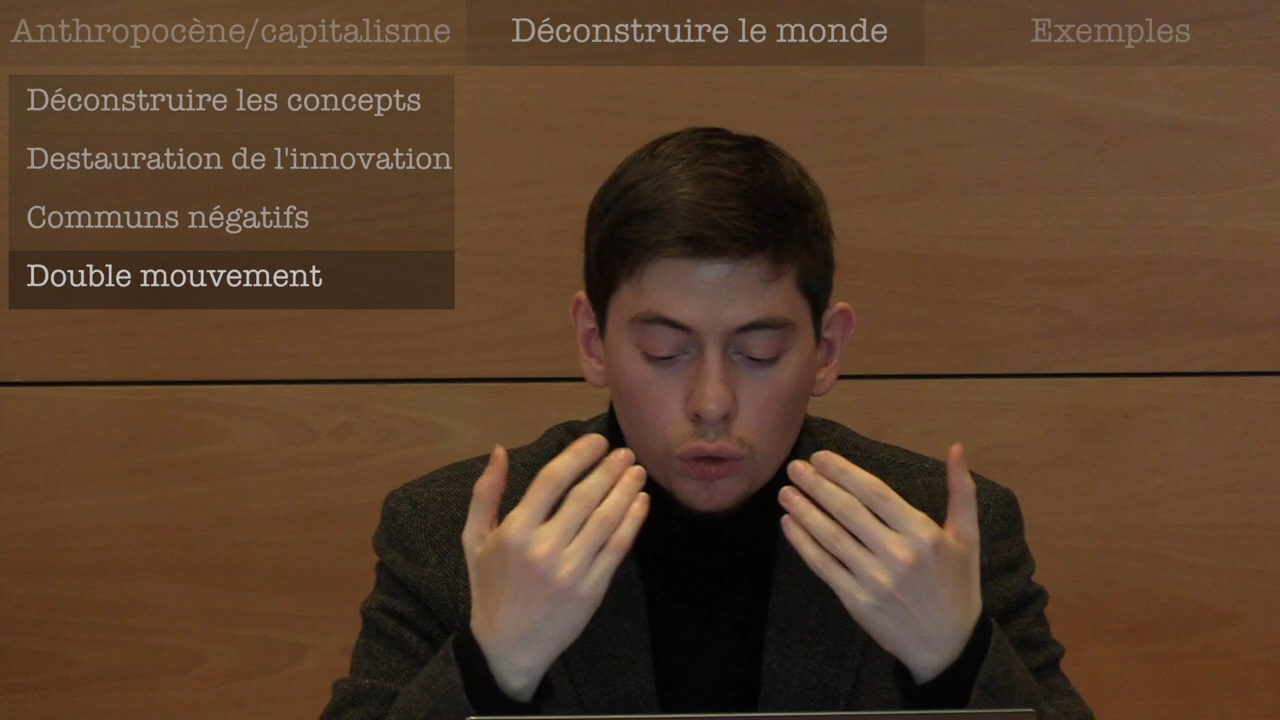 Anthropocène/capitalisme Déconstruire le monde Exemples
Déconstruire les concepts
Destauration de l'innovation
Communs négatifs
Double mouvement